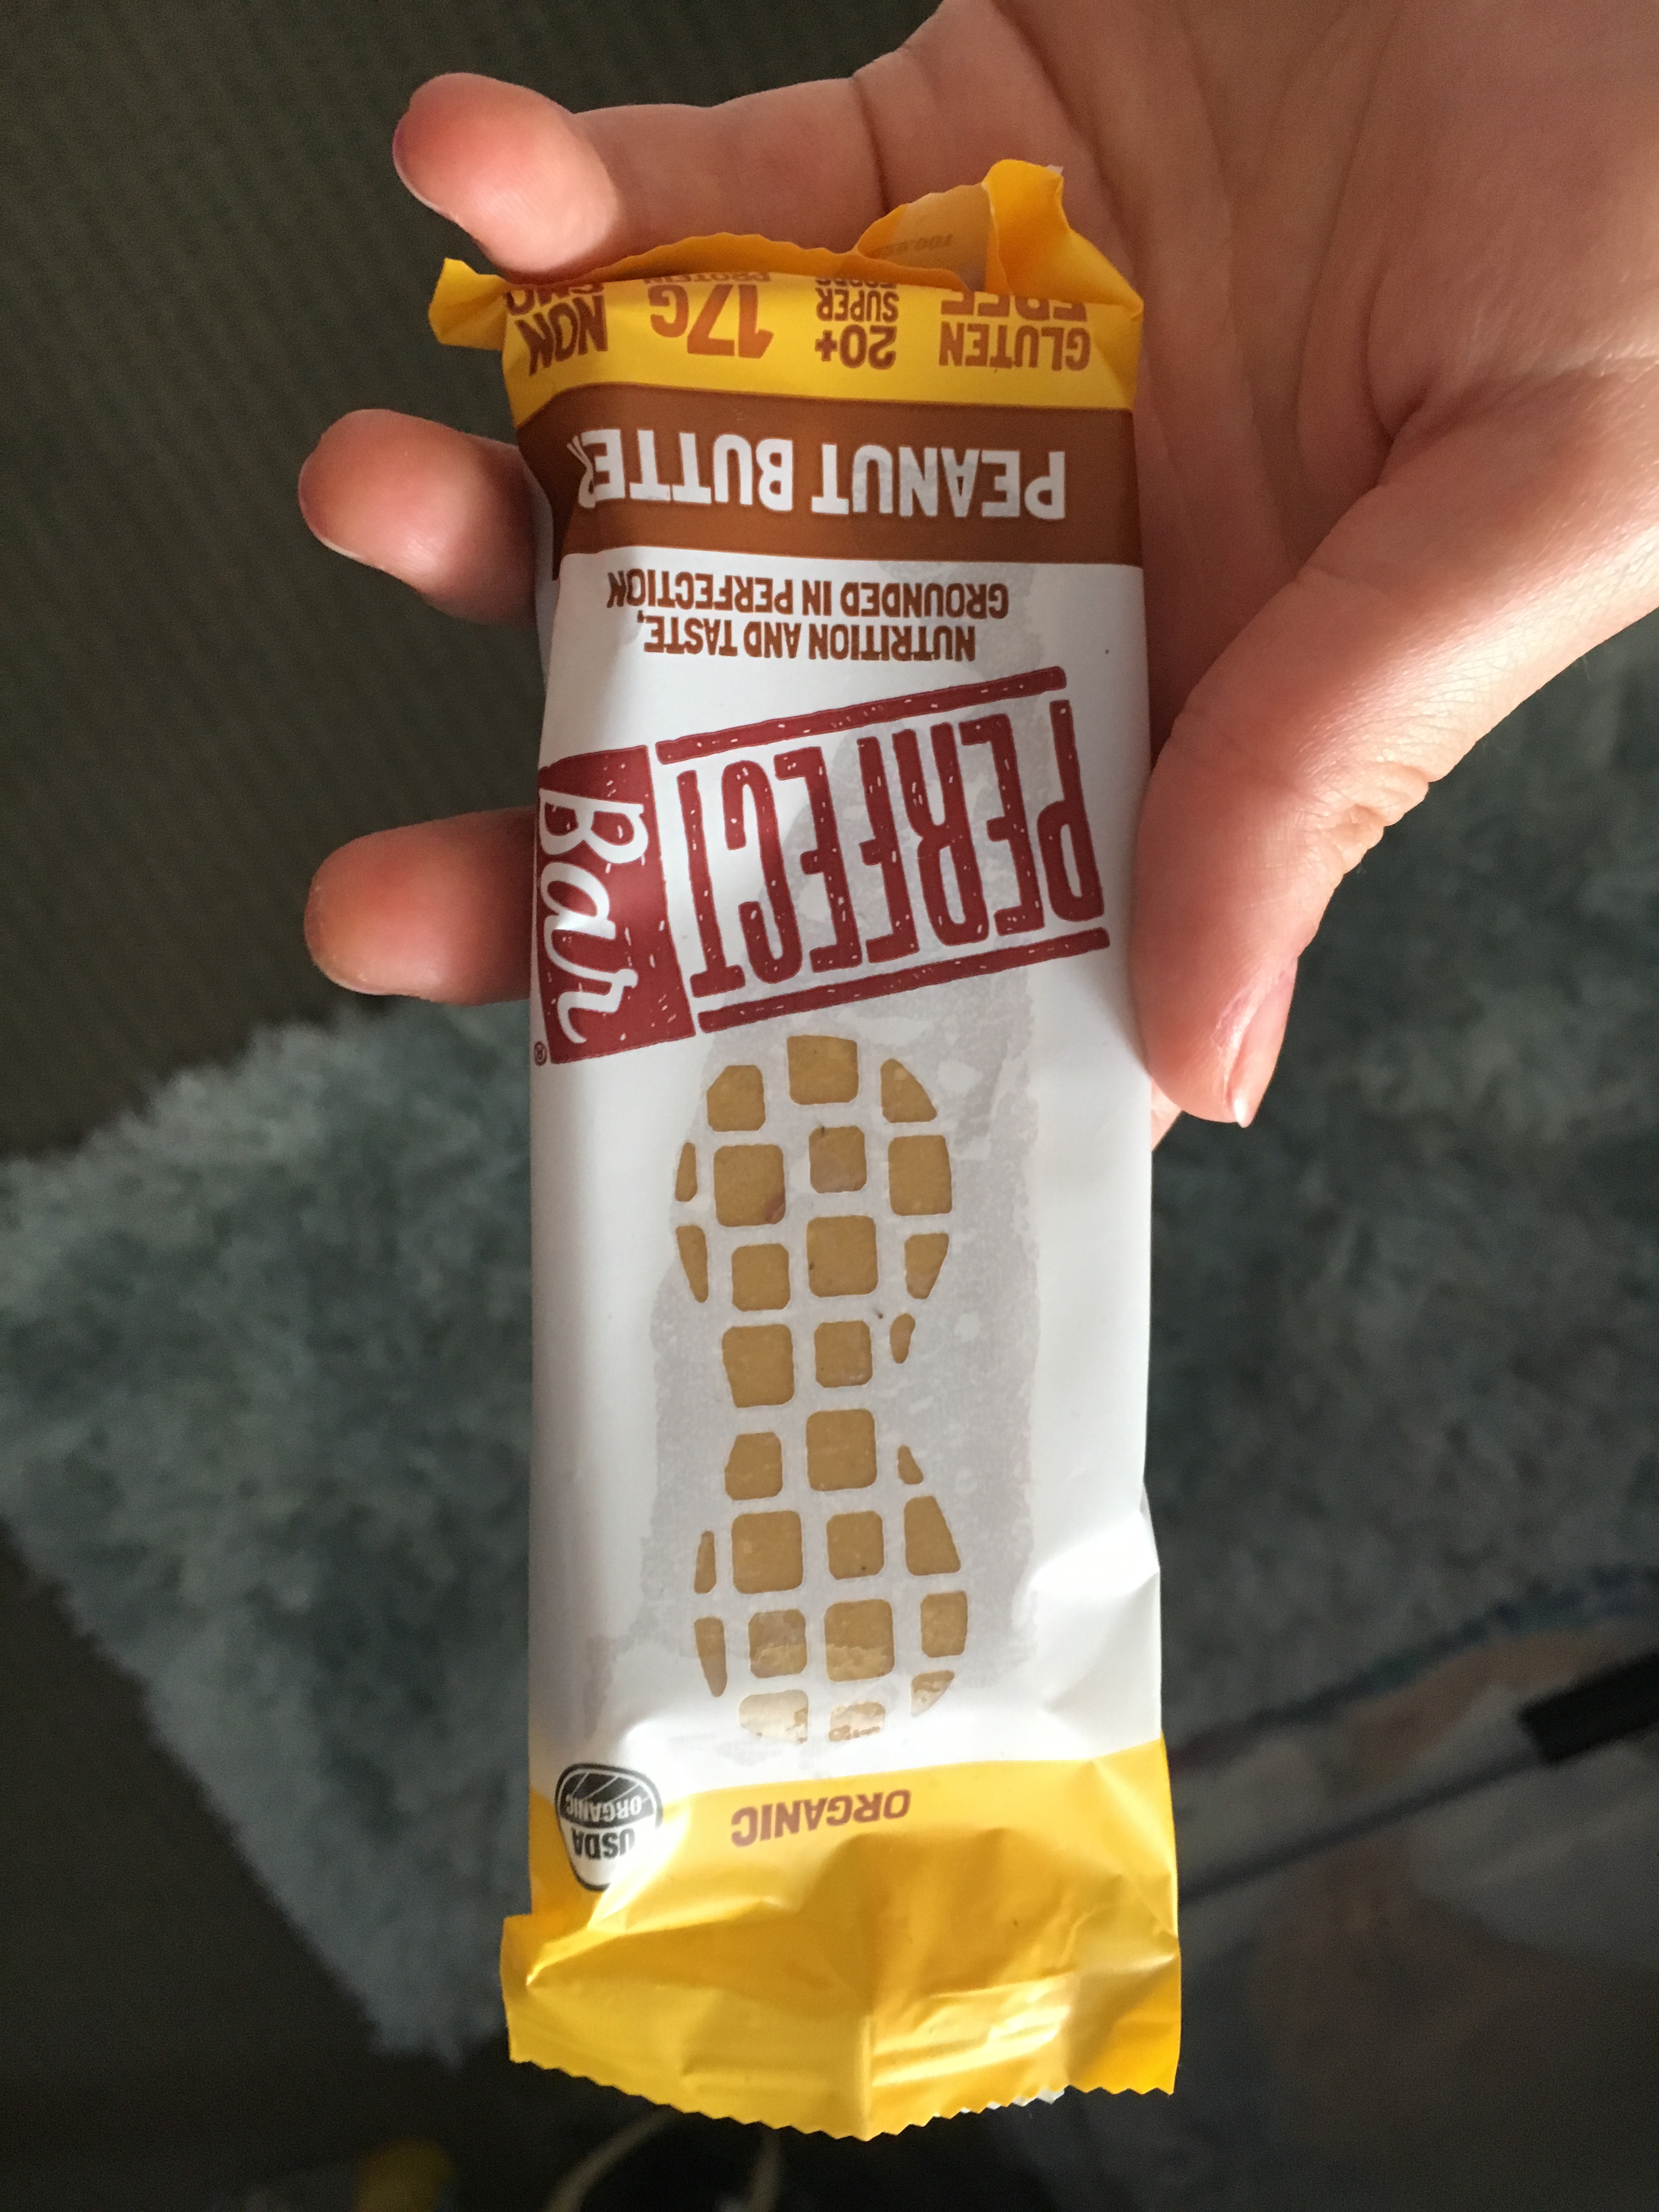 ORGANIC
USDA
ORGANIC
PERFECT
Bar®
NUTRITION AND TASTE,
GROUNDED IN PERFECTION
PEANUT BUTTER
GLUTEN
FREE
20+
SUPER
FOODS
17G
PROTEIN
NON
GMO